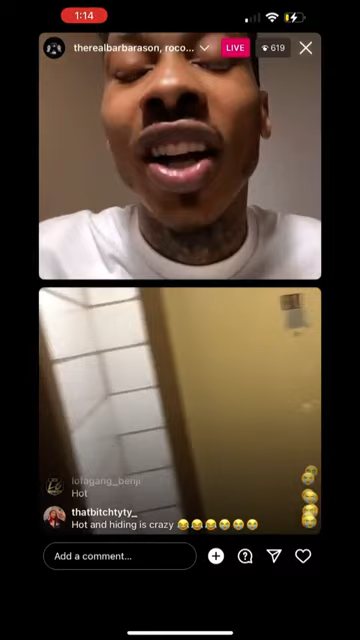 1:14
therealbarbarason, roco...
LIVE
619
lofagang_benji
Hot
thatbitchtyty_
Hot and hiding is crazy 😂😂😂😭😭😭
Add a comment...